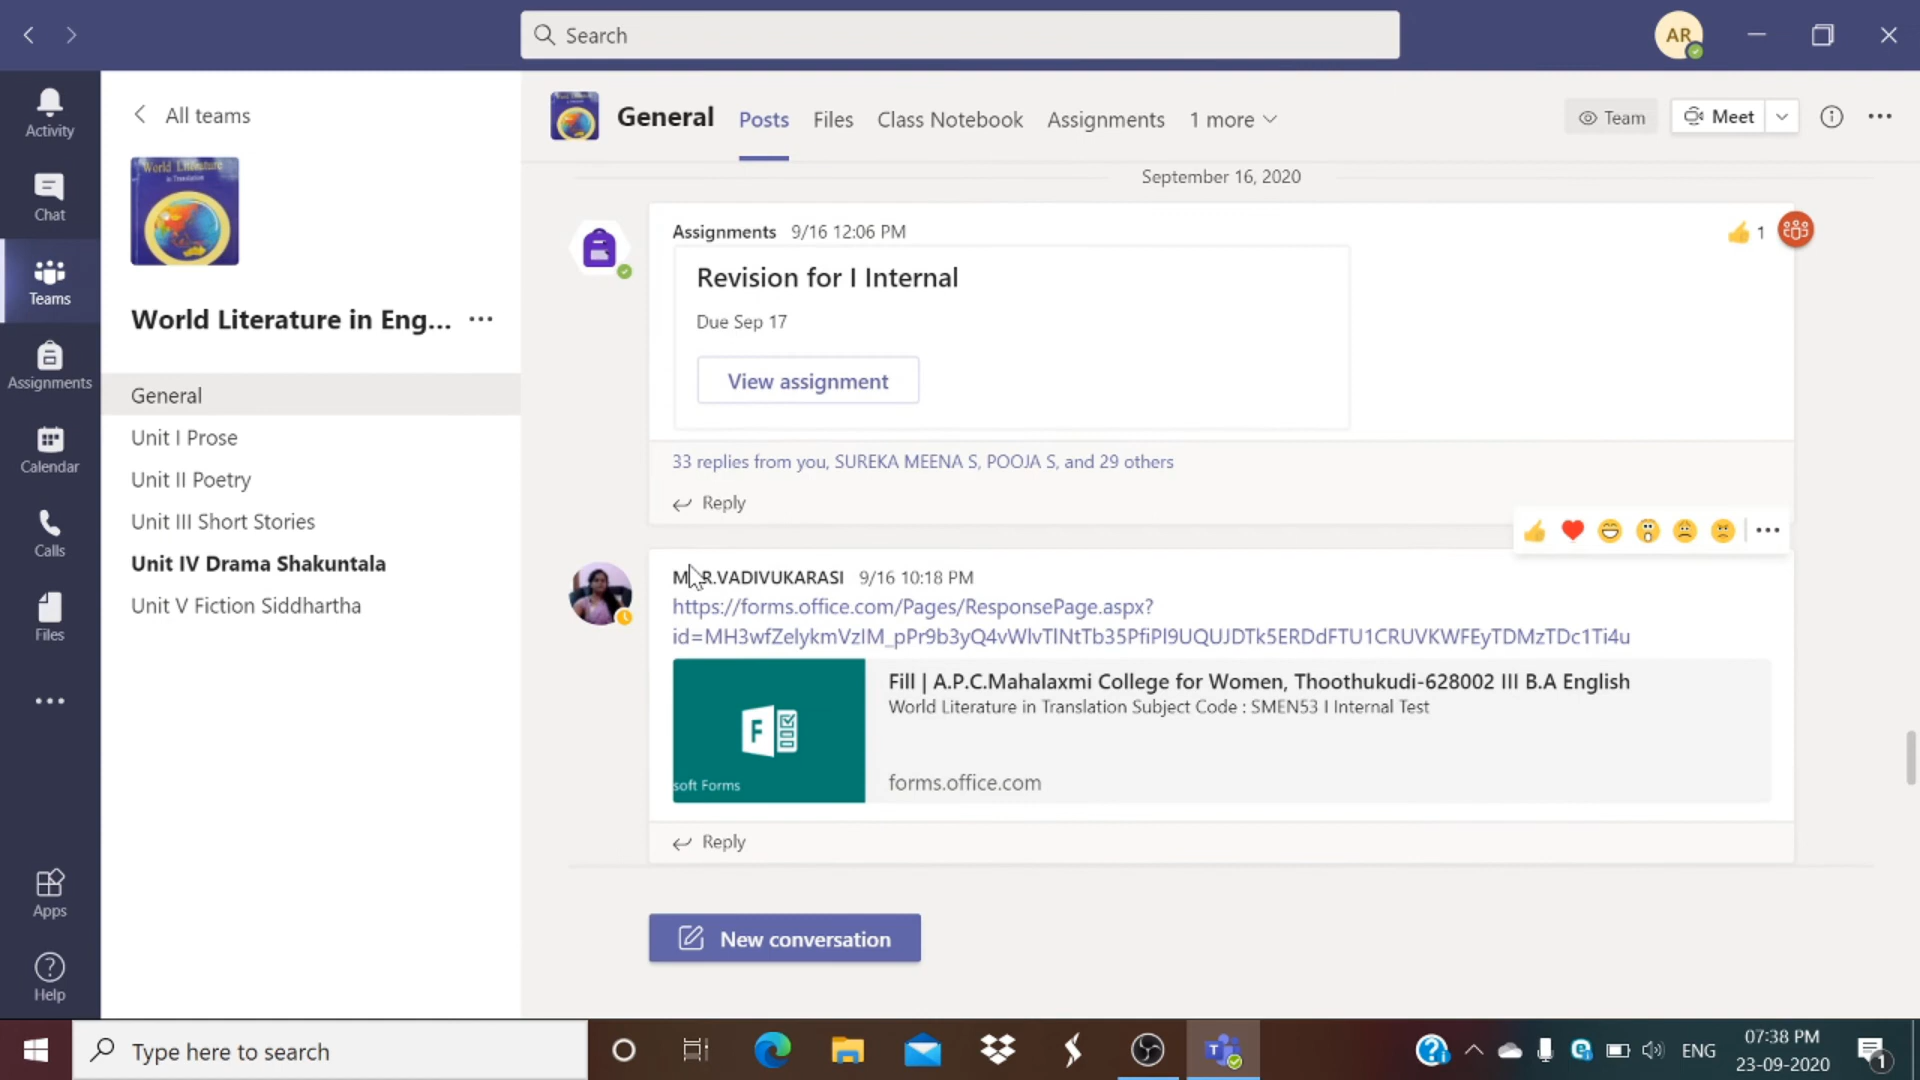 Search
AR
Activity
Chat
Teams
Assignments
Calendar
Calls
Files
Apps
Help
All teams
World Literature
in Translation
World Literature in Eng... ...
General
Unit I Prose
Unit II Poetry
Unit III Short Stories
Unit IV Drama Shakuntala
Unit V Fiction Siddhartha
General Posts Files Class Notebook Assignments 1 more
Team Meet
September 16, 2020
Assignments 9/16 12:06 PM
1
Revision for I Internal
Due Sep 17
View assignment
33 replies from you, SUREKA MEENA S, POOJA S, and 29 others
Reply
R.VADIVUKARASI 9/16 10:18 PM
https://forms.office.com/Pages/ResponsePage.aspx?
id=MH3wfZelykmVzIM_pPr9b3yQ4vWlvTlNtTb35PfiPl9UQUJDTk5ERDdFTU1CRUVKWFEyTDMzTDc1Ti4u
F
soft Forms
Fill | A.P.C.Mahalaxmi College for Women, Thoothukudi-628002 III B.A English
World Literature in Translation Subject Code : SMEN53 I Internal Test
forms.office.com
Reply
New conversation
Type here to search
T
ENG
07:38 PM
23-09-2020
1